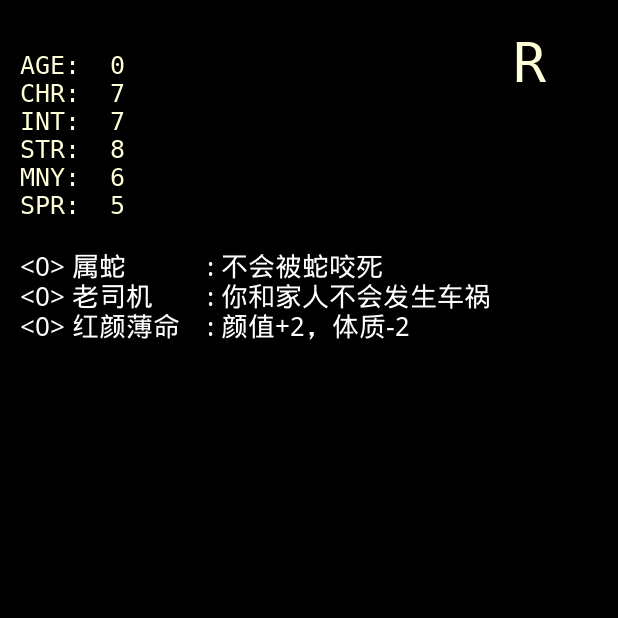 R
AGE: 0
CHR: 7
INT: 7
STR: 8
MNY: 6
SPR: 5
<O> 属蛇 : 不会被蛇咬死
<O> 老司机 : 你和家人不会发生车祸
<O> 红颜薄命 : 颜值+2，体质-2